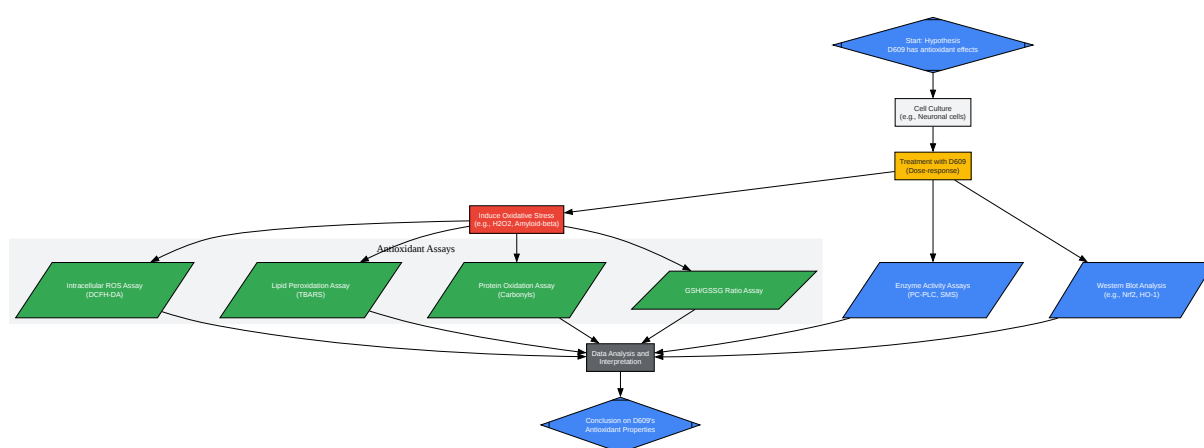 Start: Hypothesis
D609 has antioxidant effects
Cell Culture
(e.g., Neuronal cells)
Treatment with D609
(Dose-response)
Induce Oxidative Stress
(e.g., H2O2, Amyloid-beta)
Antioxidant Assays
Intracellular ROS Assay
(DCFH-DA)
Lipid Peroxidation Assay
(TBARS)
Protein Oxidation Assay
(Carbonyls)
GSH/GSSG Ratio Assay
Enzyme Activity Assays
(PC-PLC, SMS)
Western Blot Analysis
(e.g., Nrf2, HO-1)
Data Analysis and
Interpretation
Conclusion on D609's
Antioxidant Properties